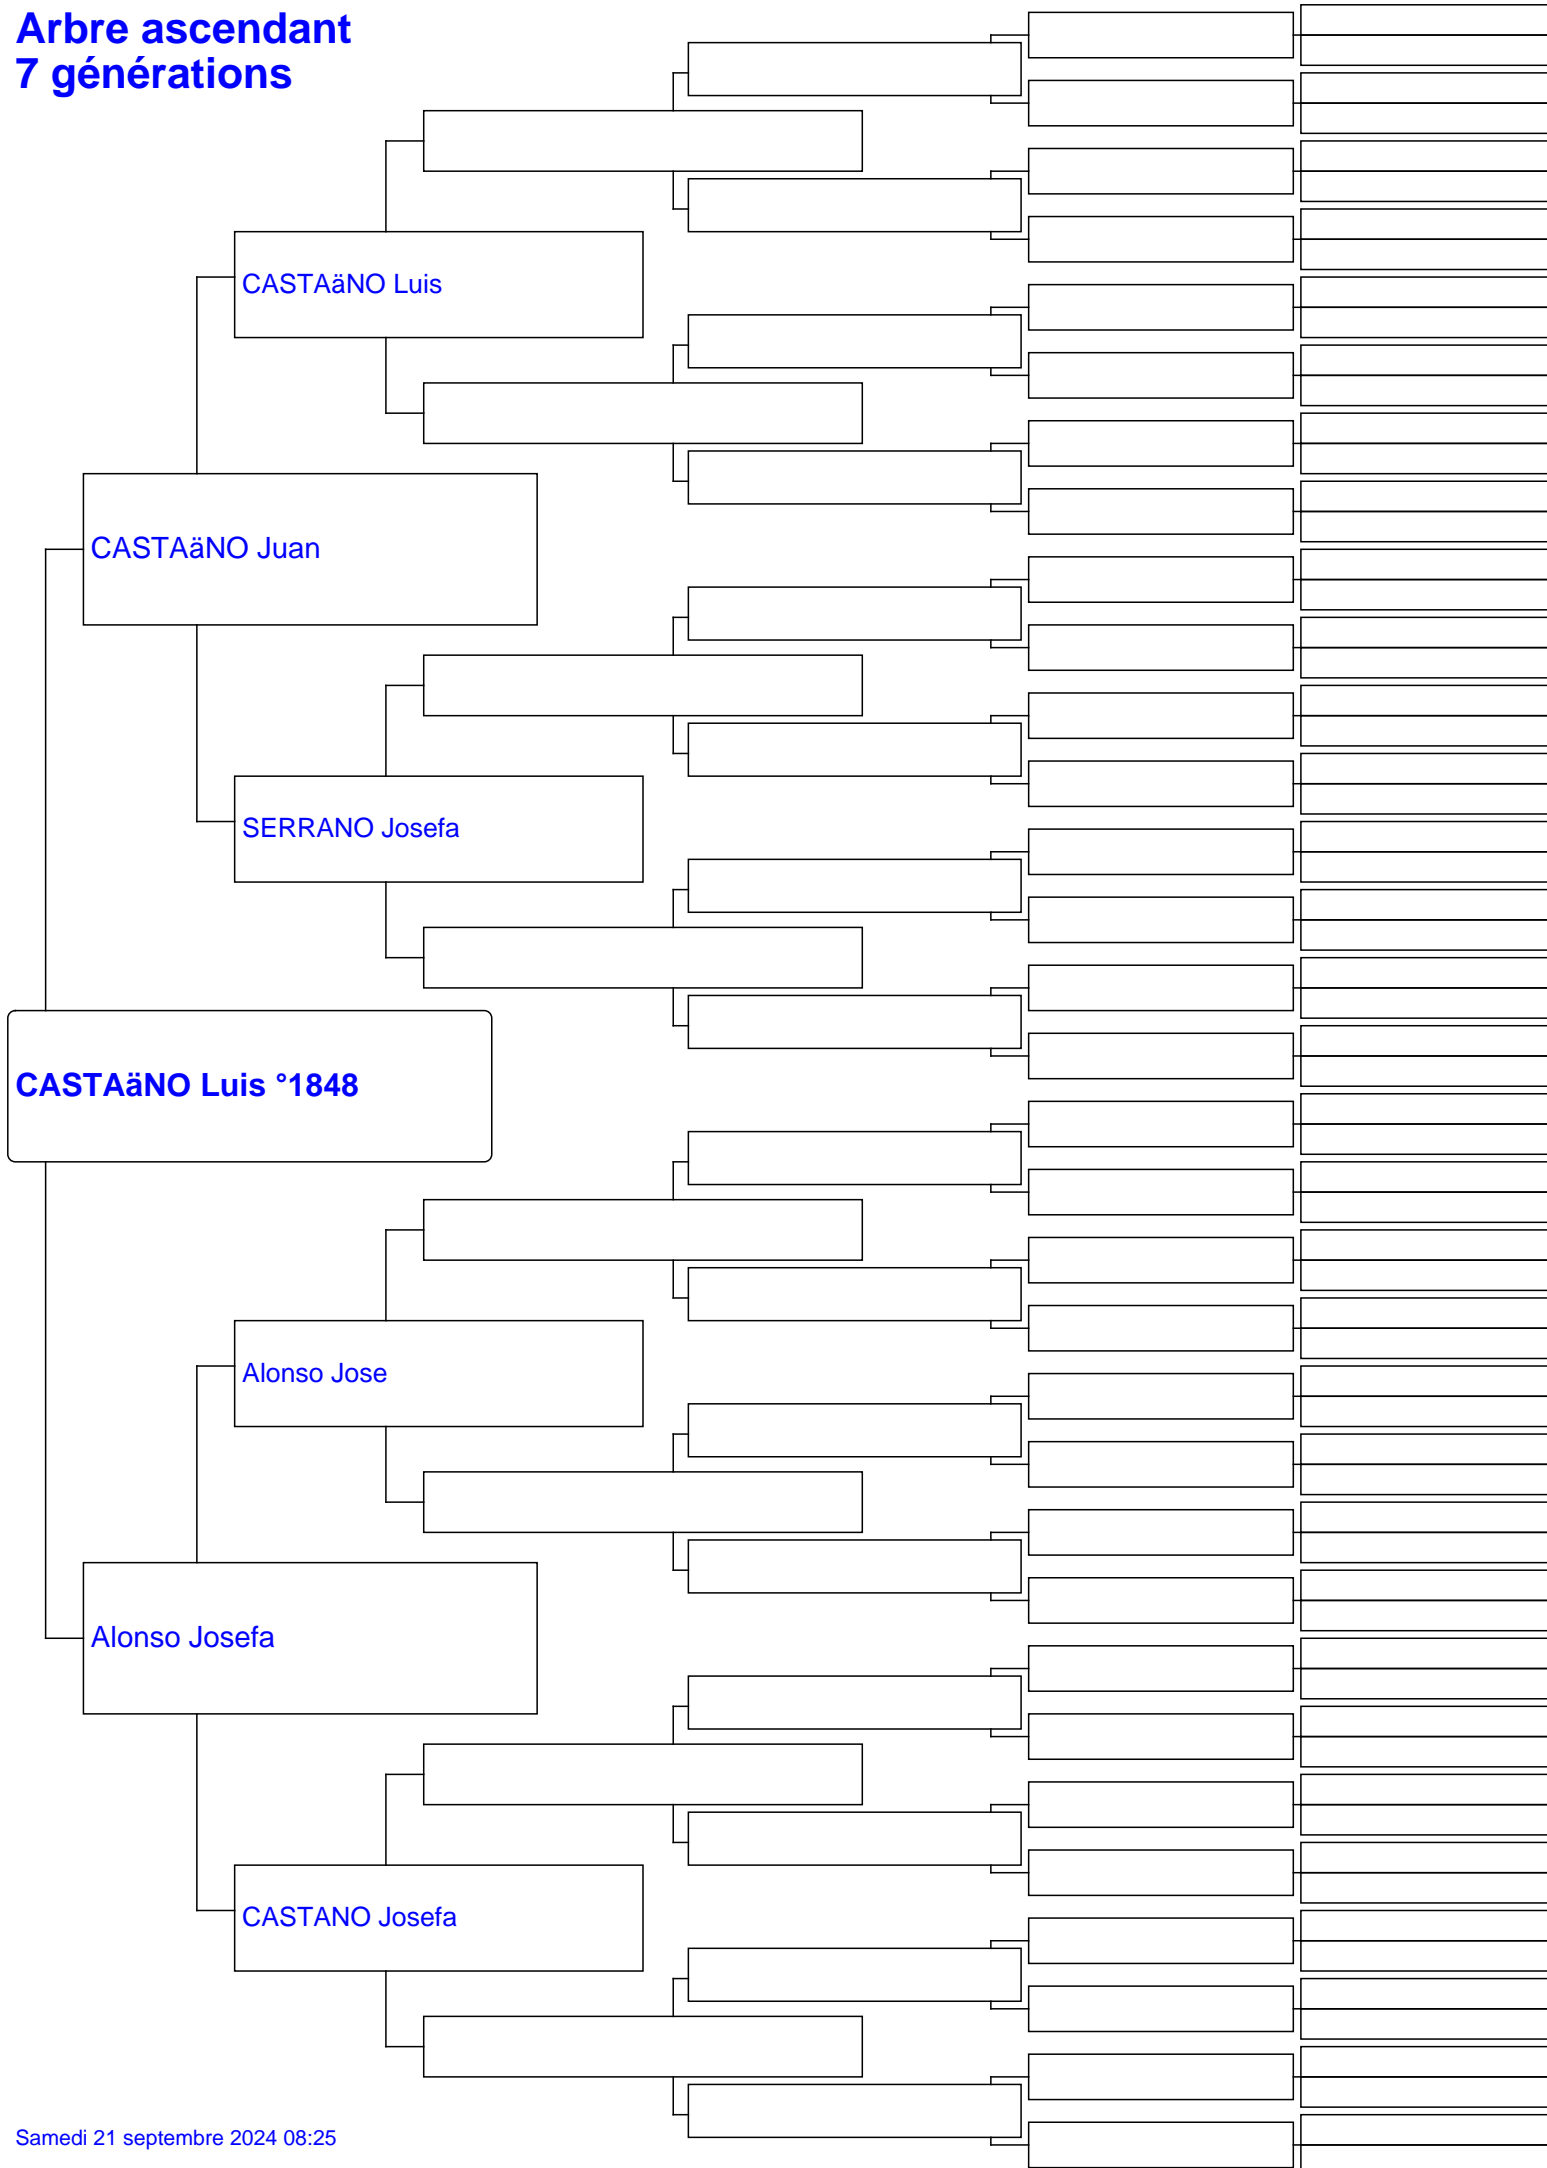 Arbre ascendant
7 générations
CASTAäNO Luis
CASTAäNO Juan
SERRANO Josefa
CASTAäNO Luis °1848
Alonso Jose
Alonso Josefa
CASTANO Josefa
Samedi 21 septembre 2024 08:25